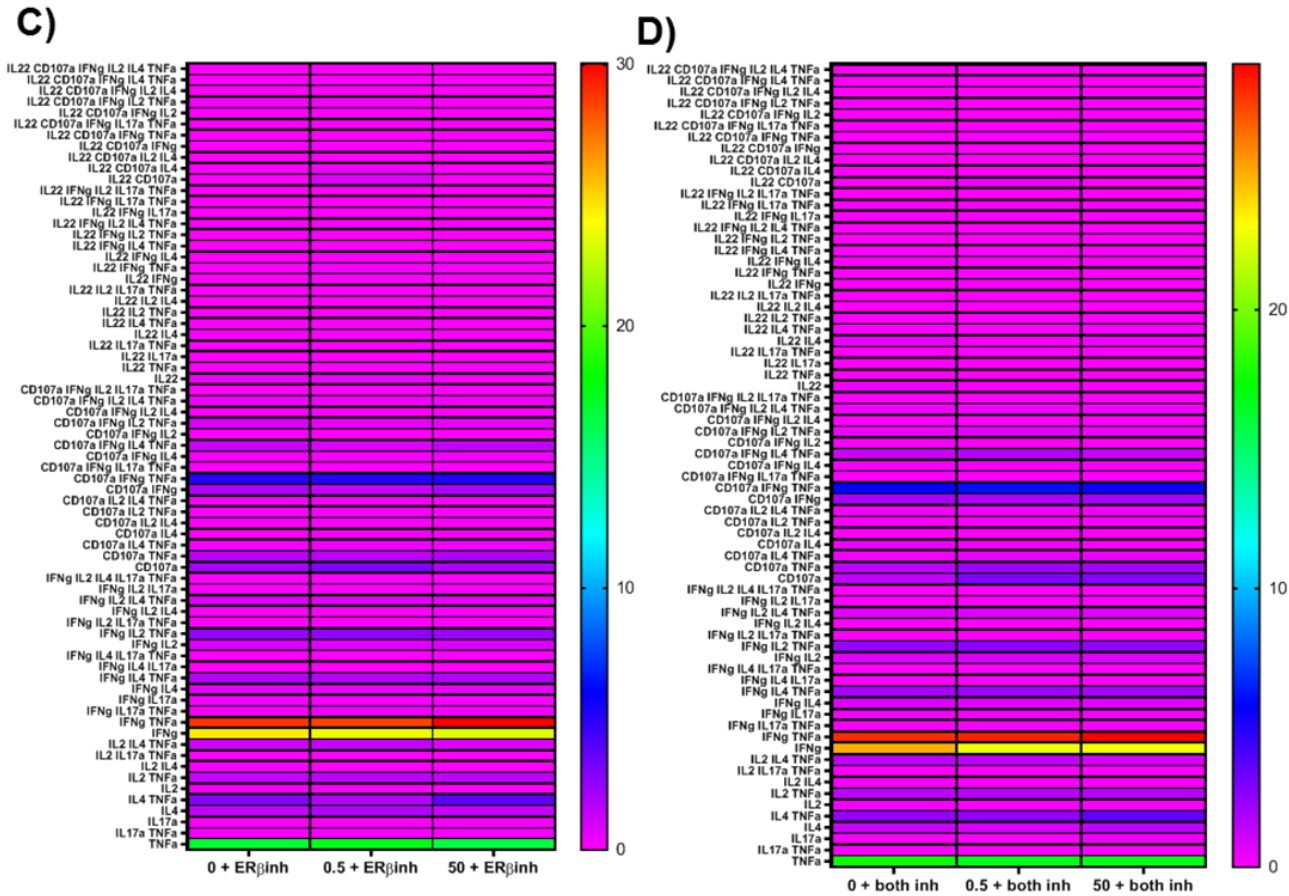 C)
IL22 CD107a IFNg IL2 IL4 TNFa
IL22 CD107a IFNg IL4 TNFa
IL22 CD107a IFNg IL2 IL4
IL22 CD107a IFNg IL2 TNFa
IL22 CD107a IFNg IL2
IL22 CD107a IFNg IL17a TNFa
IL22 CD107a IFNg TNFa
IL22 CD107a IFNg
IL22 CD107a IL2 IL4
IL22 CD107a IL4
IL22 CD107a
IL22 IFNg IL2 IL17a TNFa
IL22 IFNg IL17a TNFa
IL22 IFNg IL17a
IL22 IFNg IL2 IL4 TNFa
IL22 IFNg IL2 TNFa
IL22 IFNg IL4 TNFa
IL22 IFNg IL4
IL22 IFNg TNFa
IL22 IFNg
IL22 IL2 IL17a TNFa
IL22 IL2 IL4
IL22 IL2 TNFa
IL22 IL4 TNFa
IL22 IL4
IL22 IL17a TNFa
IL22 IL17a
IL22 TNFa
IL22
CD107a IFNg IL2 IL17a TNFa
CD107a IFNg IL2 IL4 TNFa
CD107a IFNg IL2 IL4
CD107a IFNg IL2 TNFa
CD107a IFNg IL2
CD107a IFNg IL4 TNFa
CD107a IFNg IL4
CD107a IFNg IL17a TNFa
CD107a IFNg TNFa
CD107a IFNg
CD107a IL2 IL4 TNFa
CD107a IL2 TNFa
CD107a IL2 IL4
CD107a IL4
CD107a IL4 TNFa
CD107a TNFa
CD107a
IFNg IL2 IL4 IL17a TNFa
IFNg IL2 IL17a
IFNg IL2 IL4 TNFa
IFNg IL2 IL4
IFNg IL2 IL17a TNFa
IFNg IL2 TNFa
IFNg IL2
IFNg IL4 IL17a TNFa
IFNg IL4 IL17a
IFNg IL4 TNFa
IFNg IL4
IFNg IL17a
IFNg IL17a TNFa
IFNg TNFa
IFNg
IL2 IL4 TNFa
IL2 IL17a TNFa
IL2 IL4
IL2 TNFa
IL2
IL4 TNFa
IL4
IL17a
IL17a TNFa
TNFa
0 + ERβinh 0.5 + ERβinh 50 + ERβinh
30
20
10
0
D)
IL22 CD107a IFNg IL2 IL4 TNFa
IL22 CD107a IFNg IL4 TNFa
IL22 CD107a IFNg IL2 IL4
IL22 CD107a IFNg IL2 TNFa
IL22 CD107a IFNg IL2
IL22 CD107a IFNg IL17a TNFa
IL22 CD107a IFNg TNFa
IL22 CD107a IFNg
IL22 CD107a IL2 IL4
IL22 CD107a IL4
IL22 CD107a
IL22 IFNg IL2 IL17a TNFa
IL22 IFNg IL17a TNFa
IL22 IFNg IL17a
IL22 IFNg IL2 IL4 TNFa
IL22 IFNg IL2 TNFa
IL22 IFNg IL4 TNFa
IL22 IFNg IL4
IL22 IFNg TNFa
IL22 IFNg
IL22 IL2 IL17a TNFa
IL22 IL2 IL4
IL22 IL2 TNFa
IL22 IL4 TNFa
IL22 IL4
IL22 IL17a TNFa
IL22 IL17a
IL22 TNFa
IL22
CD107a IFNg IL2 IL17a TNFa
CD107a IFNg IL2 IL4 TNFa
CD107a IFNg IL2 IL4
CD107a IFNg IL2 TNFa
CD107a IFNg IL2
CD107a IFNg IL4 TNFa
CD107a IFNg IL4
CD107a IFNg IL17a TNFa
CD107a IFNg TNFa
CD107a IFNg
CD107a IL2 IL4 TNFa
CD107a IL2 TNFa
CD107a IL2 IL4
CD107a IL4
CD107a IL4 TNFa
CD107a TNFa
CD107a
IFNg IL2 IL4 IL17a TNFa
IFNg IL2 IL17a
IFNg IL2 IL4 TNFa
IFNg IL2 IL4
IFNg IL2 IL17a TNFa
IFNg IL2 TNFa
IFNg IL2
IFNg IL4 IL17a TNFa
IFNg IL4 IL17a
IFNg IL4 TNFa
IFNg IL4
IFNg IL17a
IFNg IL17a TNFa
IFNg TNFa
IFNg
IL2 IL4 TNFa
IL2 IL17a TNFa
IL2 IL4
IL2 TNFa
IL2
IL4 TNFa
IL4
IL17a
IL17a TNFa
TNFa
0 + both inh 0.5 + both inh 50 + both inh
20
10
0